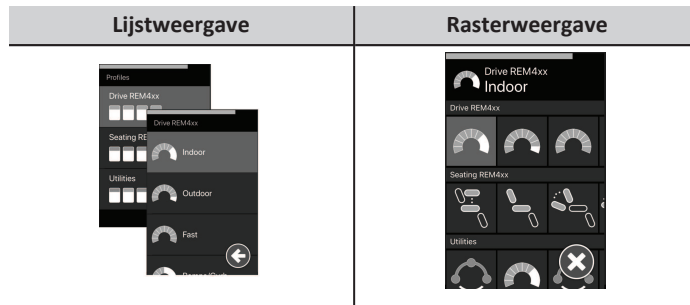 Lijstweergave
Rasterweergave
Profiles
Drive REM4xx
Seating RE
Utilities
Drive REM4xx
Indoor
Outdoor
Fast
Drive REM4xx
Indoor
Drive REM4xx
Seating REM4xx
Utilities